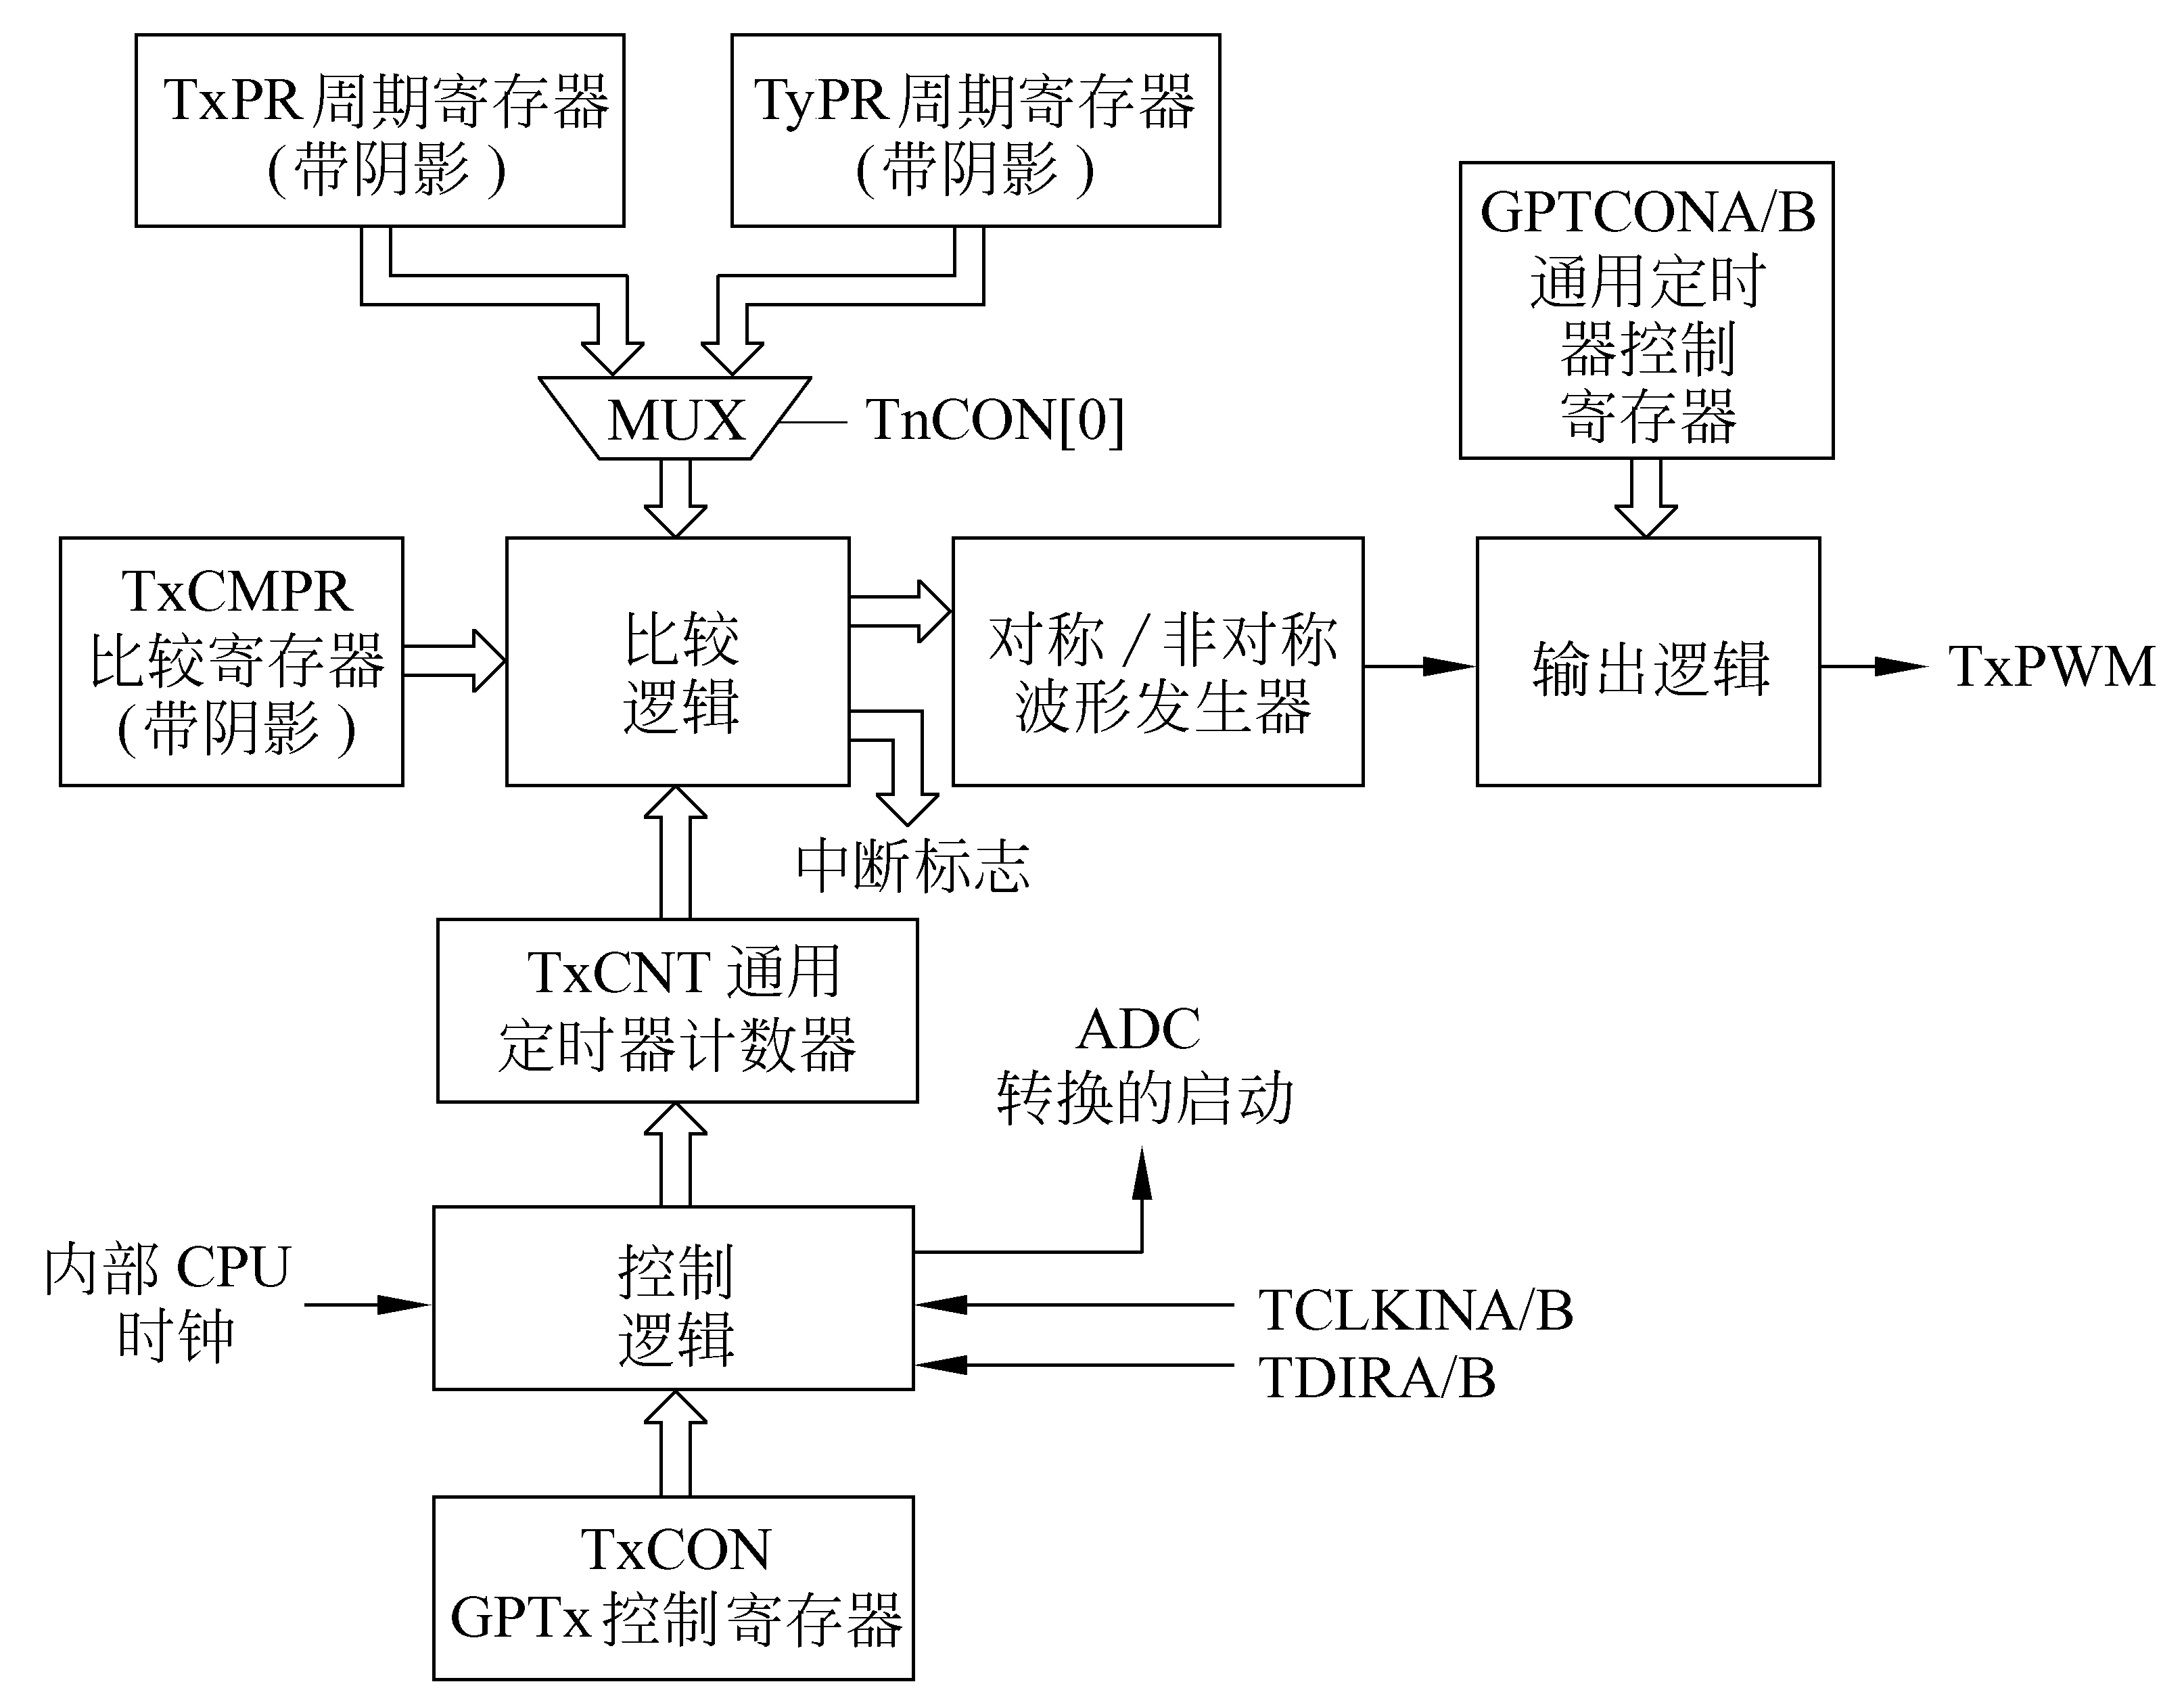 TxPR 周期寄存器
(带阴影)
TyPR 周期寄存器
(带阴影)
GPTCONA/B
通用定时
器控制
寄存器
MUX
TnCON[0]
TxCMPR
比较寄存器
(带阴影)
比较
逻辑
对称/非对称
波形发生器
输出逻辑
TxPWM
中断标志
TxCNT 通用
定时器计数器
ADC
转换的启动
内部 CPU
时钟
控制
逻辑
TCLKINA/B
TDIRA/B
TxCON
GPTx 控制寄存器